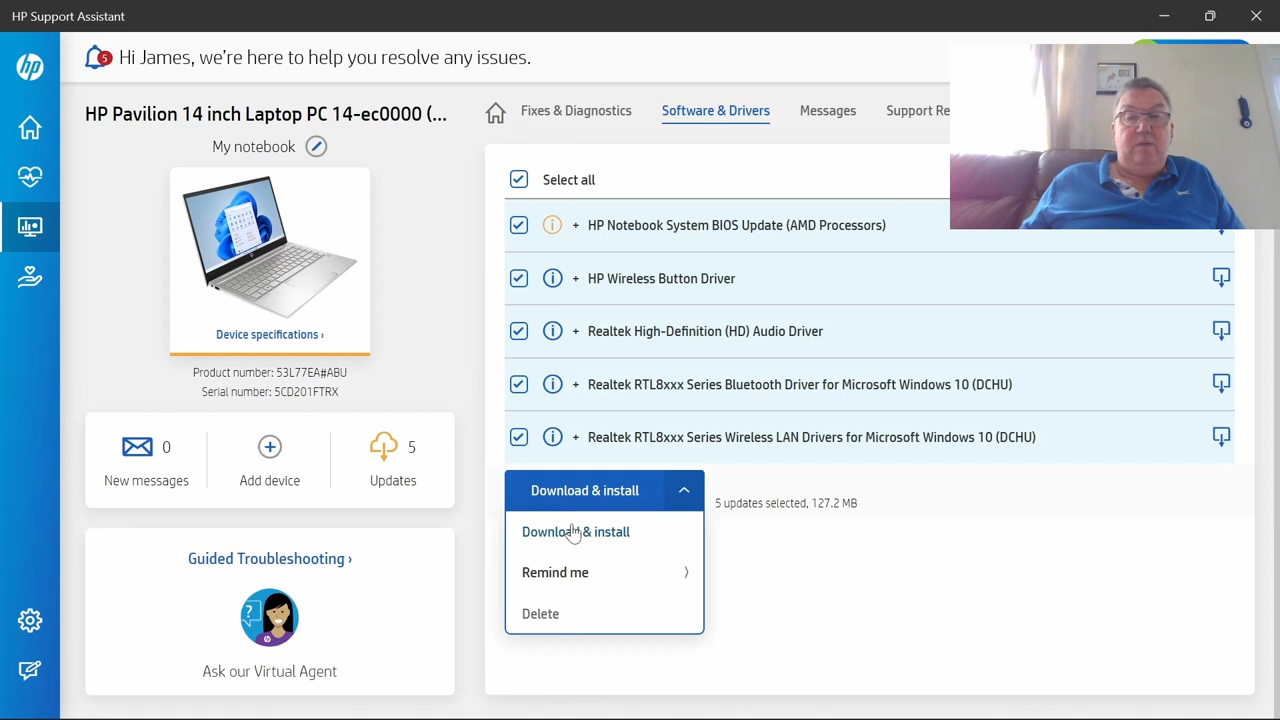 HP Support Assistant
hp
5
Hi James, we're here to help you resolve any issues.
HP Pavilion 14 inch Laptop PC 14-ec0000 (...
My notebook
Device specifications ›
Product number: 53L77EA#ABU
Serial number: 5CD201FTRX
0
New messages
Add device
5
Updates
Guided Troubleshooting ›
?
Ask our Virtual Agent
Fixes & Diagnostics
Software & Drivers
Messages
Support Re
Select all
+ HP Notebook System BIOS Update (AMD Processors)
+ HP Wireless Button Driver
+ Realtek High-Definition (HD) Audio Driver
+ Realtek RTL8xxx Series Bluetooth Driver for Microsoft Windows 10 (DCHU)
+ Realtek RTL8xxx Series Wireless LAN Drivers for Microsoft Windows 10 (DCHU)
Download & install
5 updates selected, 127.2 MB
Download & install
Remind me
Delete